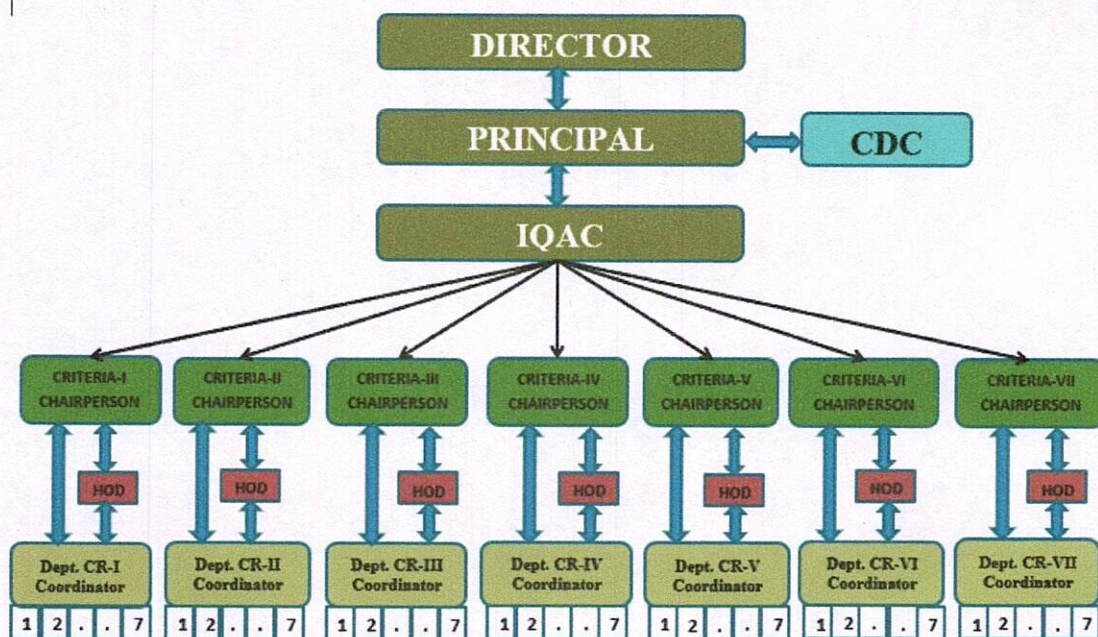 DIRECTOR
PRINCIPAL
CDC
IQAC
CRITERIA-I
CHAIRPERSON
CRITERIA-II
CHAIRPERSON
CRITERIA-III
CHAIRPERSON
CRITERIA-IV
CHAIRPERSON
CRITERIA-V
CHAIRPERSON
CRITERIA-VI
CHAIRPERSON
CRITERIA-VII
CHAIRPERSON
HOD
HOD
HOD
HOD
HOD
HOD
HOD
Dept. CR-I
Coordinator
Dept. CR-II
Coordinator
Dept. CR-III
Coordinator
Dept. CR-IV
Coordinator
Dept. CR-V
Coordinator
Dept. CR-VI
Coordinator
Dept. CR-VII
Coordinator
1 2 . . 7
1 2 . . 7
1 2 . . 7
1 2 . . 7
1 2 . . 7
1 2 . . 7
1 2 . . 7